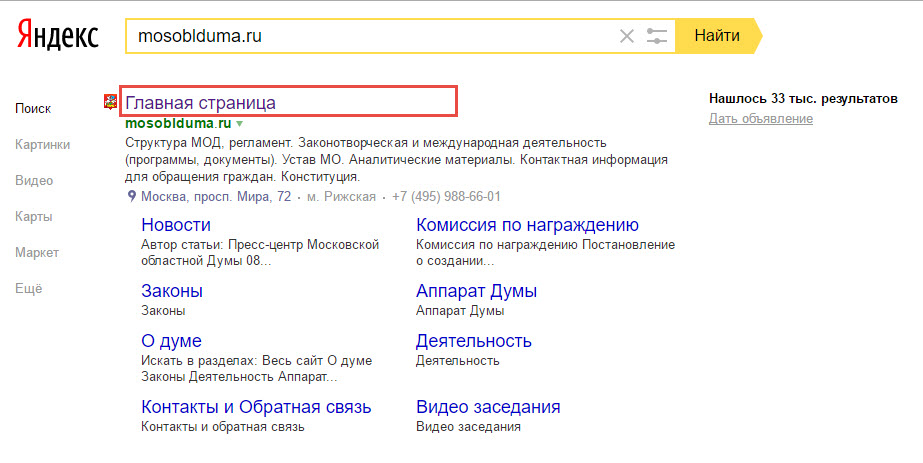 Яндекс
mosoblduma.ru
Найти
Поиск
Картинки
Видео
Карты
Маркет
Ещё
Главная страница
mosoblduma.ru
Структура МОД, регламент. Законотворческая и международная деятельность
(программы, документы). Устав МО. Аналитические материалы. Контактная информация
для обращения граждан. Конституция.
Москва, просп. Мира, 72 · м. Рижская · +7 (495) 988-66-01
Новости
Автор статьи: Пресс-центр Московской
областной Думы 08...
Комиссия по награждению
Комиссия по награждению Постановление
о создании...
Законы
Законы
Аппарат Думы
Аппарат Думы
О думе
Искать в разделах: Весь сайт О думе
Законы Деятельность Аппарат...
Деятельность
Деятельность
Контакты и Обратная связь
Контакты и обратная связь
Видео заседания
Видео заседания
Нашлось 33 тыс. результатов
Дать объявление